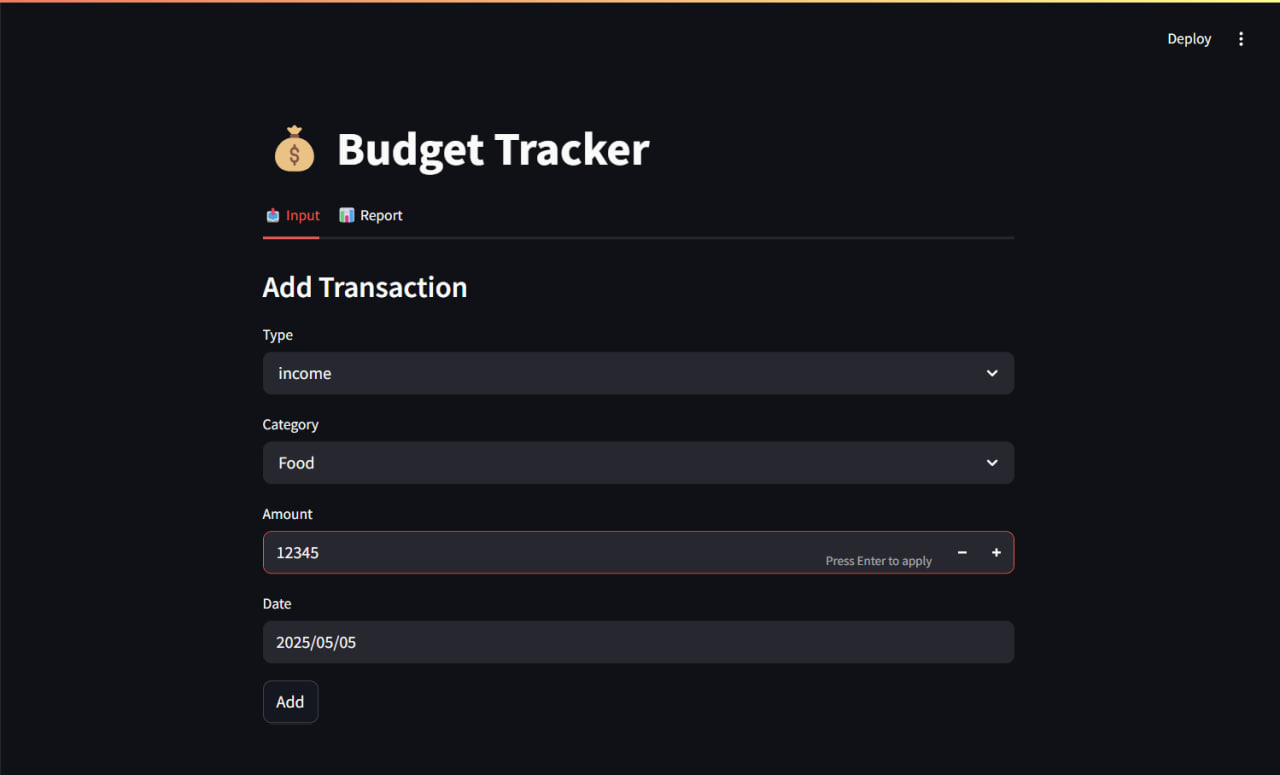 Deploy
Budget Tracker
Input Report
Add Transaction
Type
income
Category
Food
Amount
12345
Press Enter to apply
Date
2025/05/05
Add